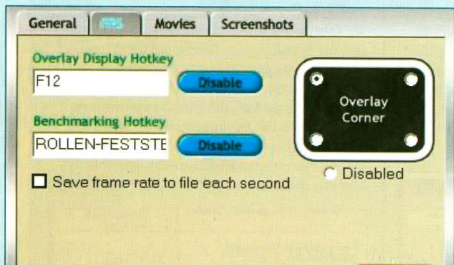 General FPS Movies Screenshots
Overlay Display Hotkey
F12 Disable
Overlay
Corner
Benchmarking Hotkey
ROLLEN-FESTSTE Disable
Disabled
Save frame rate to file each second